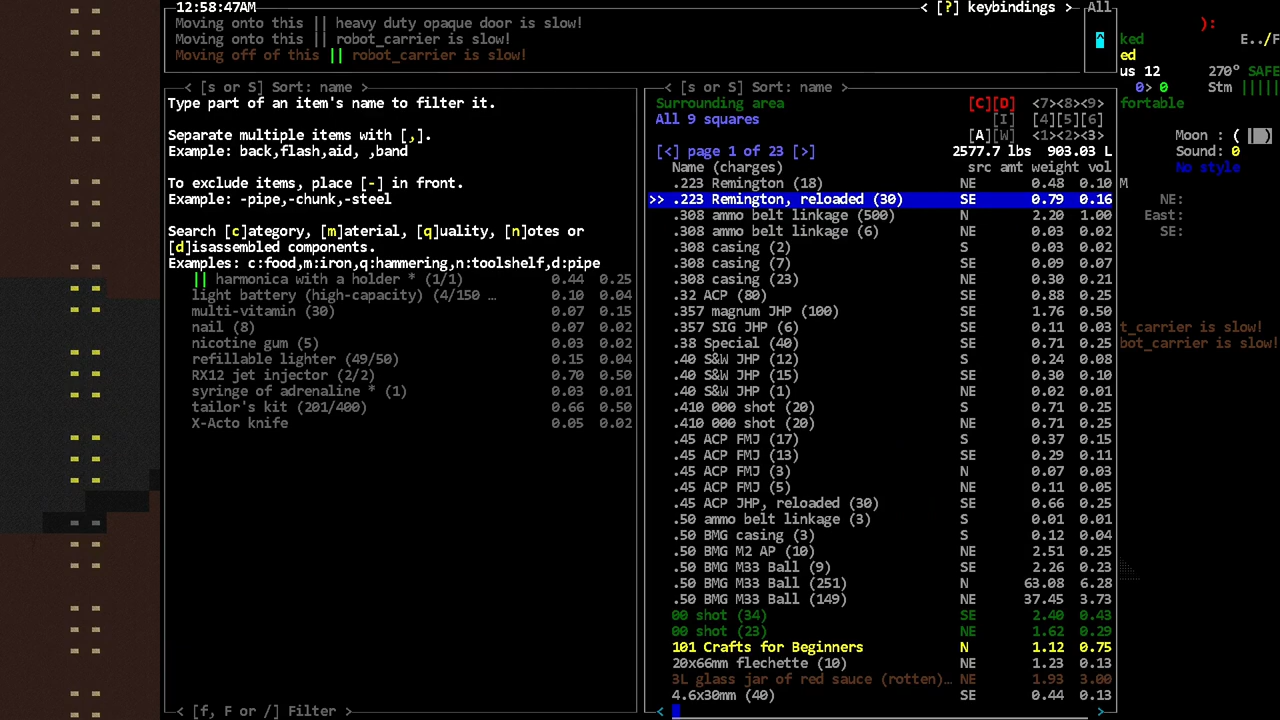 12:58:47AM
< [?] keybindings >
All
Moving onto this || heavy duty opaque door is slow!
Moving onto this || robot_carrier is slow!
Moving off of this || robot_carrier is slow!
^
):
ked E../F
ed
us 12 270° SAFE
0> 0 Stm |||||
fortable
Moon : ( |
Sound: 0
No style
M
NE:
East:
SE:
t_carrier is slow!
bot_carrier is slow!
< [s or S] Sort: name >
Type part of an item's name to filter it.
Separate multiple items with [,].
Example: back,flash,aid, ,band
To exclude items, place [-] in front.
Example: -pipe,-chunk,-steel
Search [c]ategory, [m]aterial, [q]uality, [n]otes or
[d]isassembled components.
Examples: c:food,m:iron,q:hammering,n:toolshelf,d:pipe
|| harmonica with a holder * (1/1) 0.44 0.25
light battery (high-capacity) (4/150 … 0.10 0.04
multi-vitamin (30) 0.07 0.15
nail (8) 0.07 0.02
nicotine gum (5) 0.03 0.02
refillable lighter (49/50) 0.15 0.04
RX12 jet injector (2/2) 0.70 0.50
syringe of adrenaline * (1) 0.03 0.01
tailor's kit (201/400) 0.66 0.50
X-Acto knife 0.05 0.02
< [f, F or /] Filter >
< [s or S] Sort: name >
Surrounding area [C][D] <7><8><9>
All 9 squares [I] [4][5][6]
[A][W] <1><2><3>
[<] page 1 of 23 [>] 2577.7 lbs 903.03 L
Name (charges) src amt weight vol
.223 Remington (18) NE 0.48 0.10
>> .223 Remington, reloaded (30) SE 0.79 0.16
.308 ammo belt linkage (500) N 2.20 1.00
.308 ammo belt linkage (6) NE 0.03 0.02
.308 casing (2) S 0.03 0.02
.308 casing (7) SE 0.09 0.07
.308 casing (23) NE 0.30 0.21
.32 ACP (80) SE 0.88 0.25
.357 magnum JHP (100) SE 1.76 0.50
.357 SIG JHP (6) SE 0.11 0.03
.38 Special (40) SE 0.71 0.25
.40 S&W JHP (12) S 0.24 0.08
.40 S&W JHP (15) SE 0.30 0.10
.40 S&W JHP (1) NE 0.02 0.01
.410 000 shot (20) S 0.71 0.25
.410 000 shot (20) NE 0.71 0.25
.45 ACP FMJ (17) S 0.37 0.15
.45 ACP FMJ (13) SE 0.29 0.11
.45 ACP FMJ (3) N 0.07 0.03
.45 ACP FMJ (5) NE 0.11 0.05
.45 ACP JHP, reloaded (30) SE 0.66 0.25
.50 ammo belt linkage (3) S 0.01 0.01
.50 BMG casing (3) S 0.12 0.04
.50 BMG M2 AP (10) NE 2.51 0.25
.50 BMG M33 Ball (9) SE 2.26 0.23
.50 BMG M33 Ball (251) N 63.08 6.28
.50 BMG M33 Ball (149) NE 37.45 3.73
00 shot (34) SE 2.40 0.43
00 shot (23) NE 1.62 0.29
101 Crafts for Beginners N 1.12 0.75
20x66mm flechette (10) NE 1.23 0.13
3L glass jar of red sauce (rotten)… NE 1.93 3.00
4.6x30mm (40) SE 0.44 0.13
< >